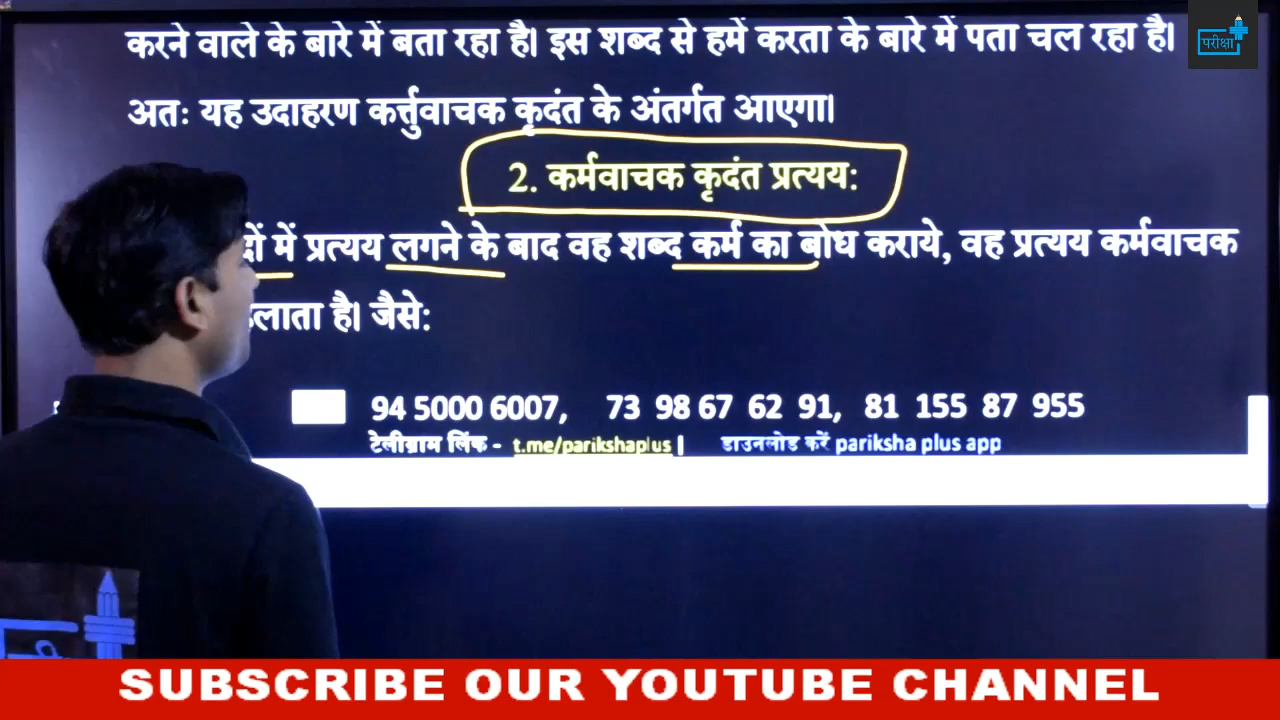 परीक्षा
करने वाले के बारे में बता रहा है। इस शब्द से हमें करता के बारे में पता चल रहा है।
अतः यह उदाहरण कर्त्तुवाचक कृदंत के अंतर्गत आएगा।
2. कर्मवाचक कृदंत प्रत्यय:
में प्रत्यय लगने के बाद वह शब्द कर्म का बोध कराये, वह प्रत्यय कर्मवाचक
है। जैसे:
94 5000 6007, 73 98 67 62 91, 81 155 87 955
टेलीग्राम लिंक - t.me/parikshaplus | डाउनलोड करें pariksha plus app
SUBSCRIBE OUR YOUTUBE CHANNEL